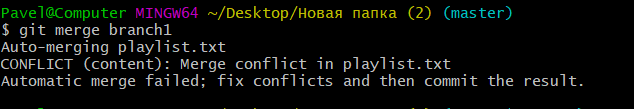 Pavel@Computer MINGW64 ~/Desktop/Новая папка (2) (master)
$ git merge branch1
Auto-merging playlist.txt
CONFLICT (content): Merge conflict in playlist.txt
Automatic merge failed; fix conflicts and then commit the result.